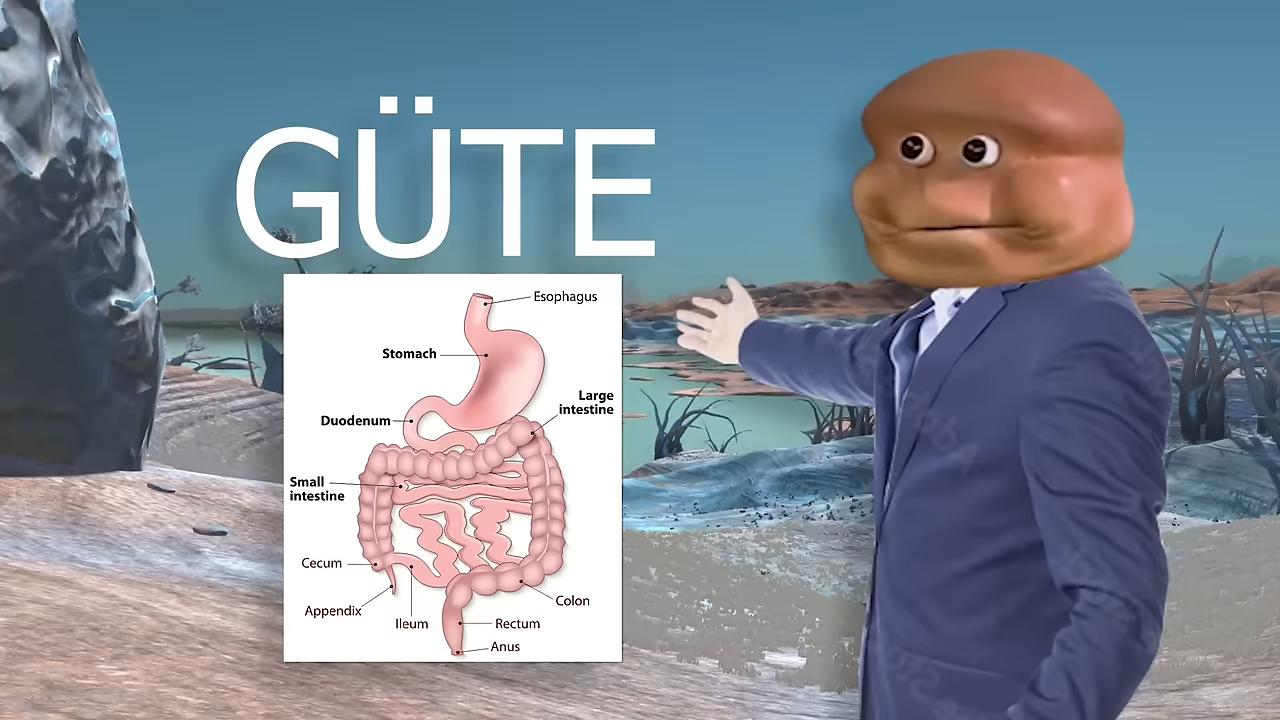 GÜTE
Esophagus
Stomach
Large
intestine
Duodenum
Small
intestine
Cecum
Appendix
Ileum
Colon
Rectum
Anus